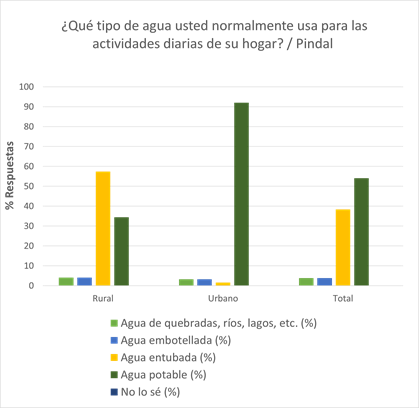 ¿Qué tipo de agua usted normalmente usa para las
actividades diarias de su hogar? / Pindal
100
90
80
70
60
50
40
30
20
10
0
% Respuestas
Rural
Urbano
Total
Agua de quebradas, ríos, lagos, etc. (%)
Agua embotellada (%)
Agua entubada (%)
Agua potable (%)
No lo sé (%)